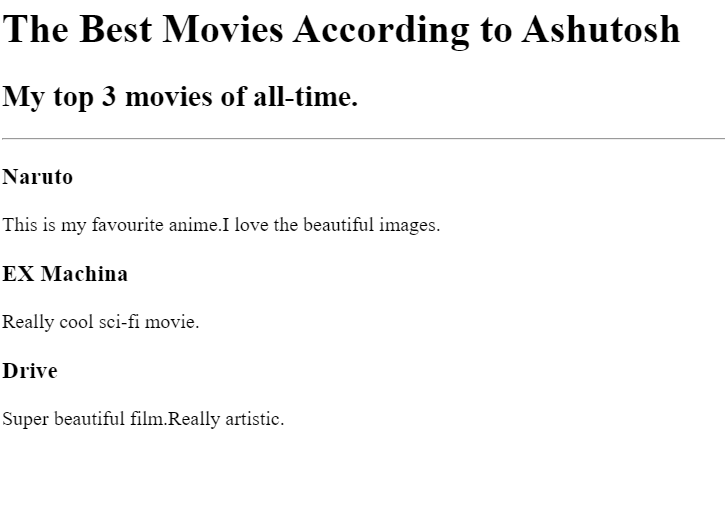 The Best Movies According to Ashutosh
My top 3 movies of all-time.
Naruto
This is my favourite anime.I love the beautiful images.
EX Machina
Really cool sci-fi movie.
Drive
Super beautiful film.Really artistic.